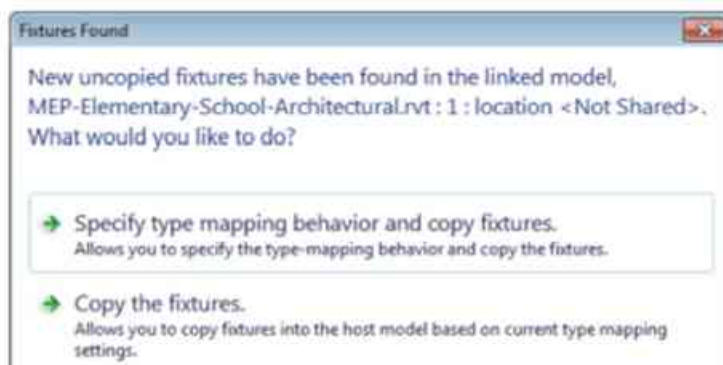 Fixtures Found
New uncopied fixtures have been found in the linked model,
MEP-Elementary-School-Architectural.rvt : 1 : location <Not Shared>.
What would you like to do?
Specify type mapping behavior and copy fixtures.
Allows you to specify the type-mapping behavior and copy the fixtures.
Copy the fixtures.
Allows you to copy fixtures into the host model based on current type mapping
settings.